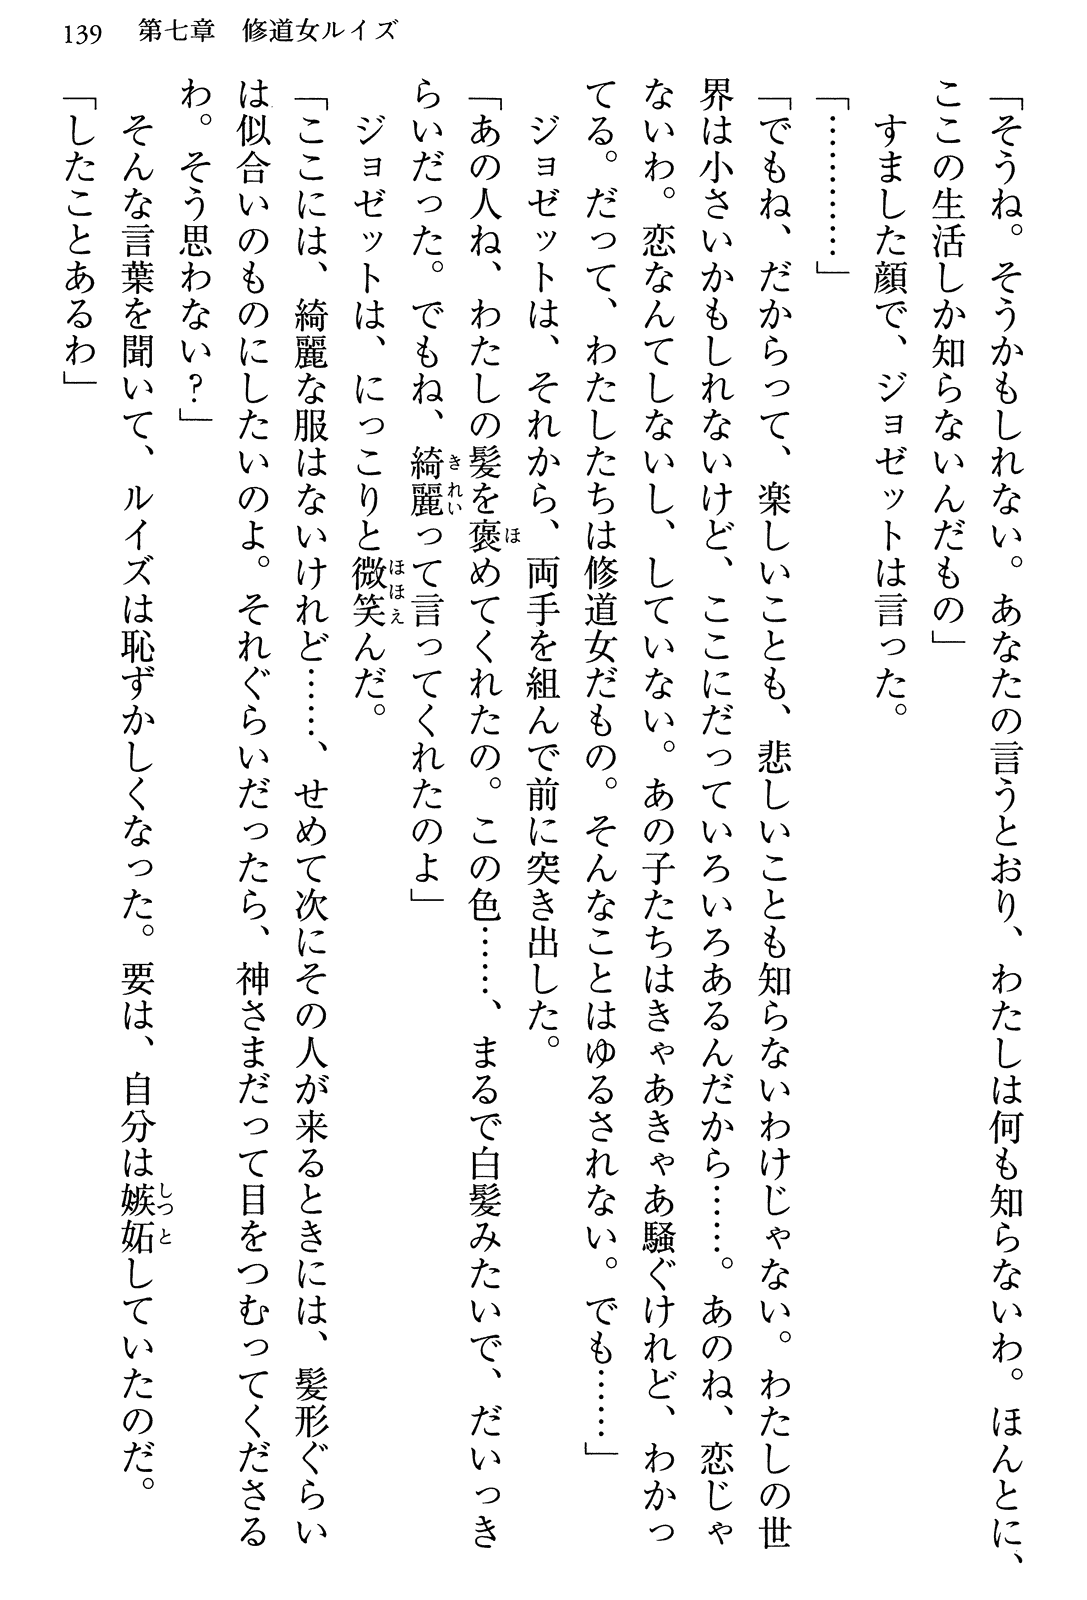 139　第七章　修道女ルイズ
「そうね。そうかもしれない。あなたの言うとおり、わたしは何も知らないわ。ほんとに、
ここの生活しか知らないんだもの」
　すました顔で、ジョゼットは言った。
「…………」
「でもね、だからって、楽しいことも、悲しいことも知らないわけじゃない。わたしの世
界は小さいかもしれないけど、ここにだっていろいろあるんだから……。あのね、恋じゃ
ないわ。恋なんてしないし、していない。あの子たちはきゃあきゃあ騒ぐけれど、わかっ
てる。だって、わたしたちは修道女だもの。そんなことはゆるされない。でも……」
　ジョゼットは、それから、両手を組んで前に突き出した。
「あの人ね、わたしの髪を褒めてくれたの。この色……、まるで白髪みたいで、だいっき
らいだった。でもね、綺麗って言ってくれたのよ」
　ジョゼットは、にっこりと微笑んだ。
「ここには、綺麗な服はないけれど……、せめて次にその人が来るときには、髪形ぐらい
は似合いのものにしたいのよ。それぐらいだったら、神さまだって目をつむってくださる
わ。そう思わない？」
　そんな言葉を聞いて、ルイズは恥ずかしくなった。要は、自分は嫉妬していたのだ。
「したことあるわ」